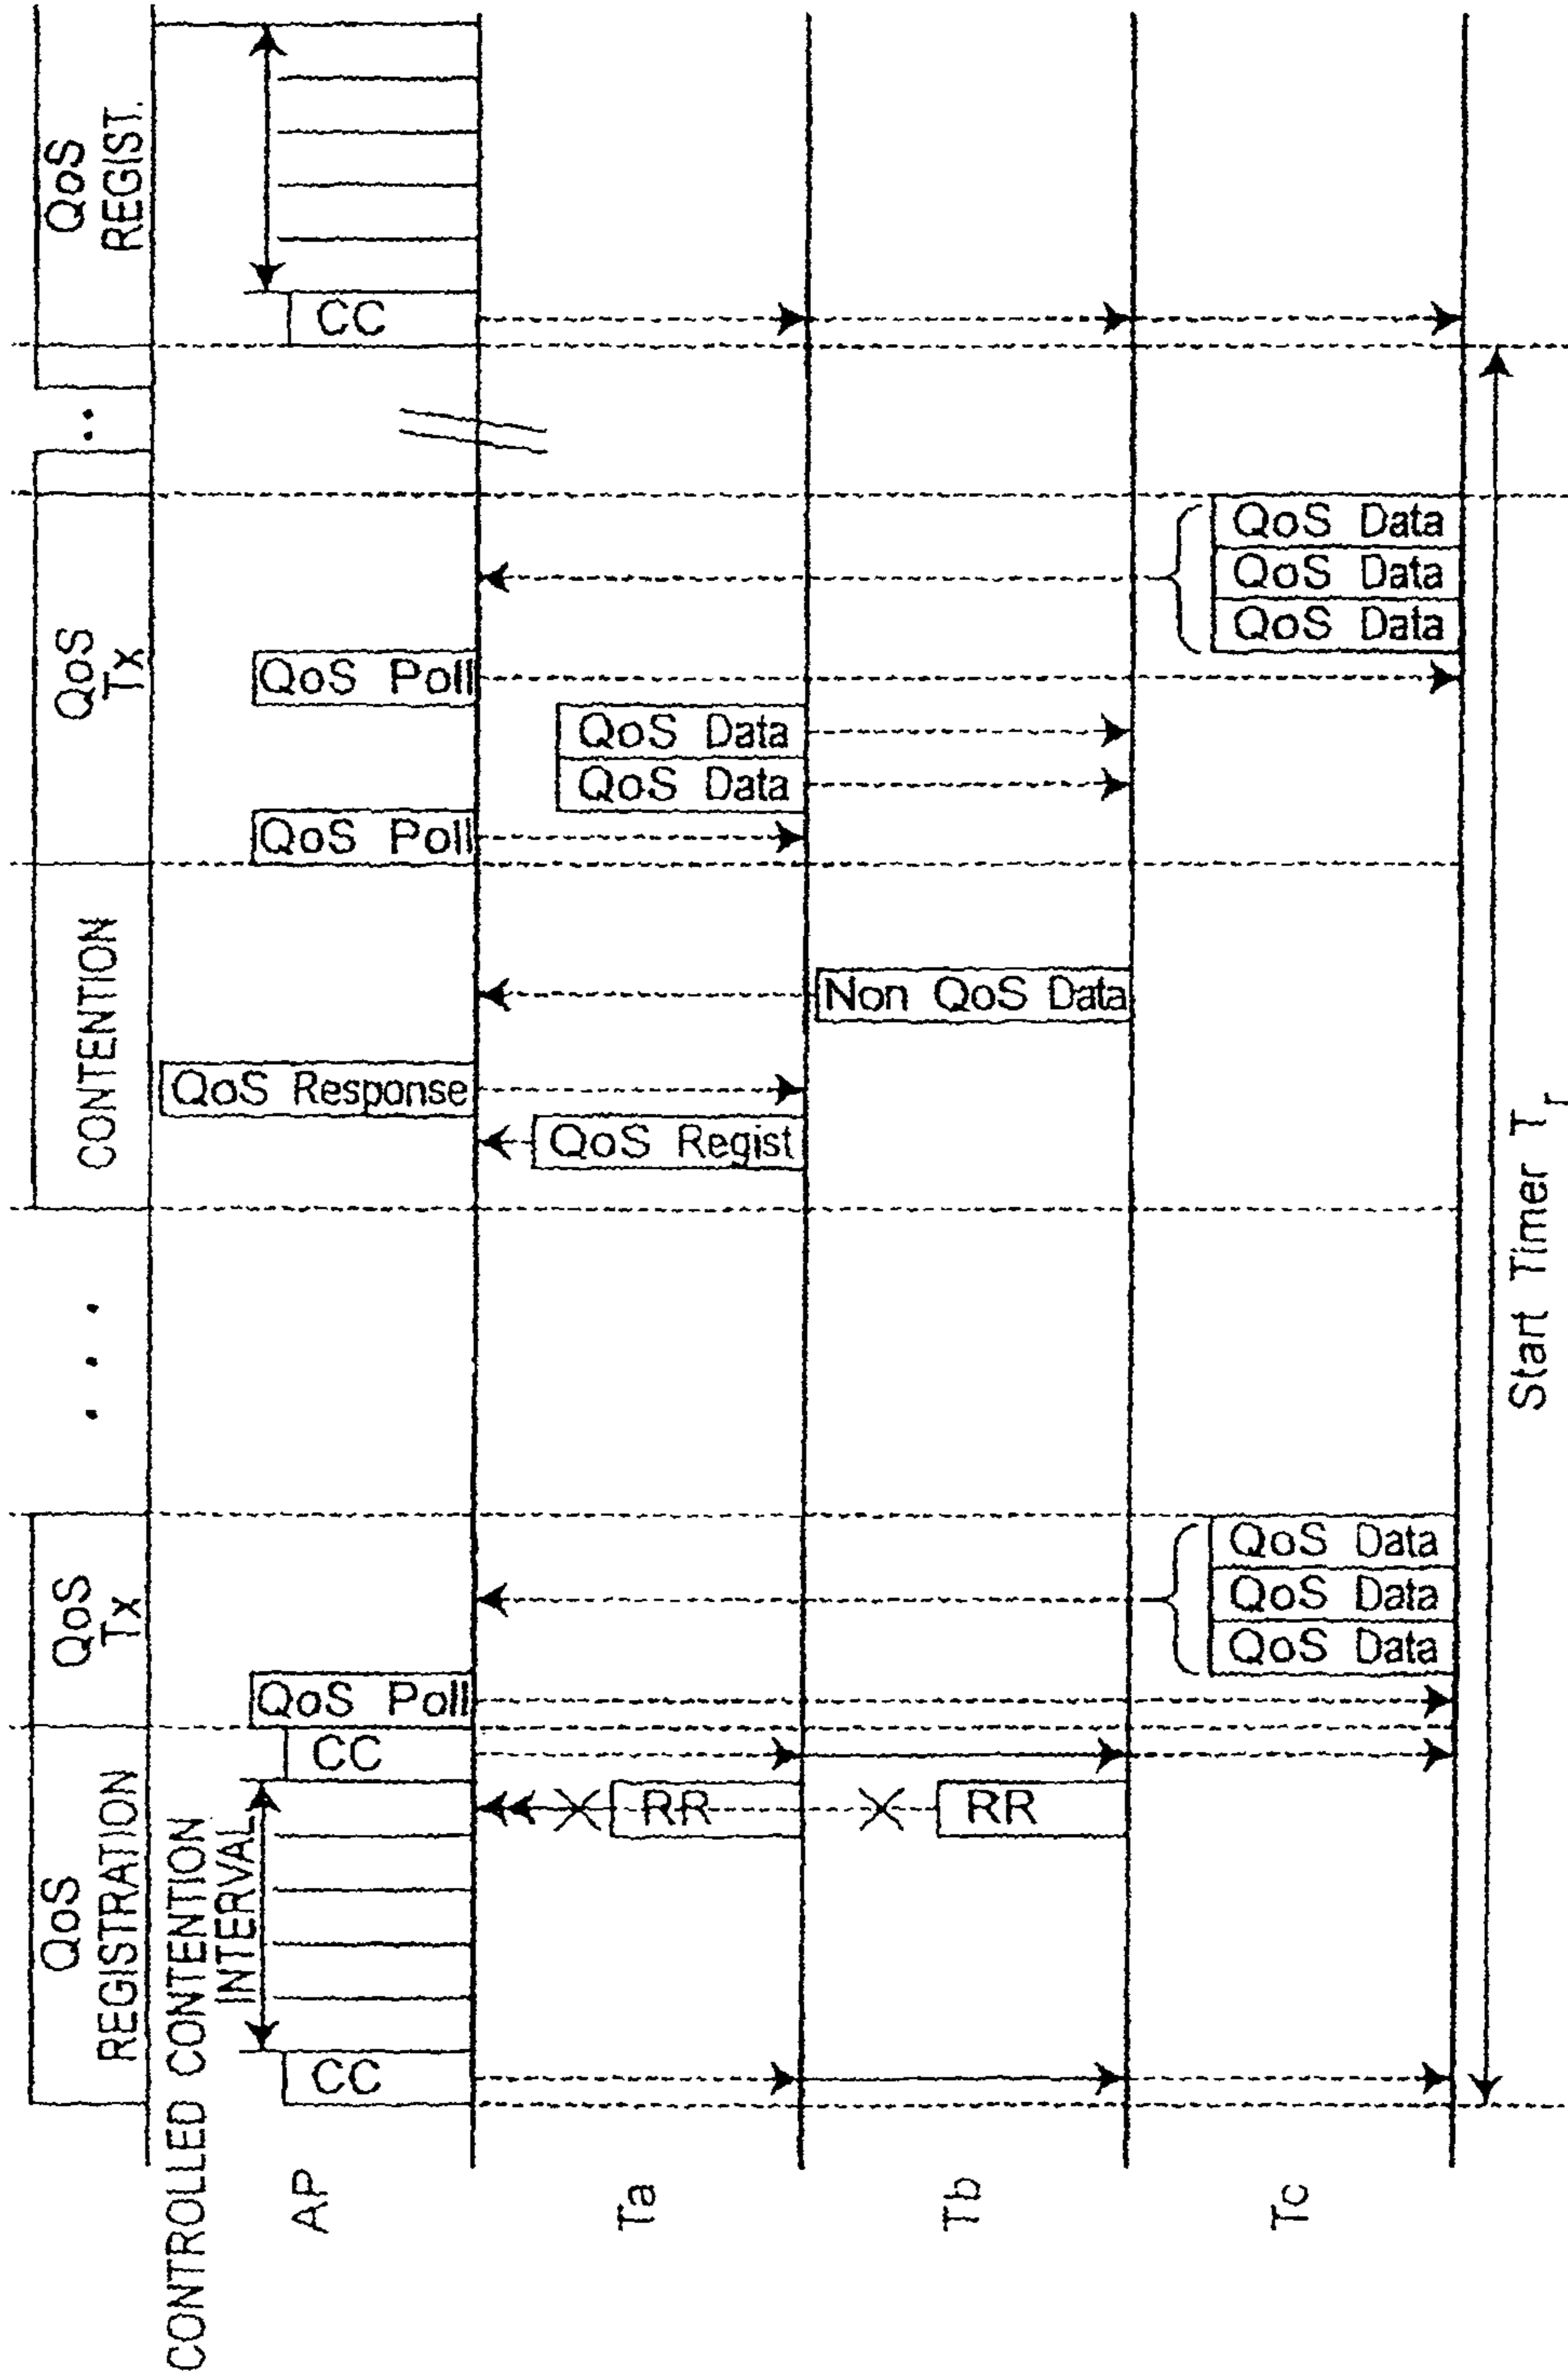 QoS
REGISTRATION
QoS
Tx
. . .
CONTENTION
QoS
Tx
..
QoS
REGIST.
CONTROLLED CONTENTION
INTERVAL
AP
CC
CC
QoS Poll
QoS Response
QoS Poll
QoS Poll
CC
Ta
RR
QoS Regist
QoS Data
QoS Data
Tb
RR
Non QoS Data
Tc
QoS Data
QoS Data
QoS Data
QoS Data
QoS Data
QoS Data
Start Timer Tr